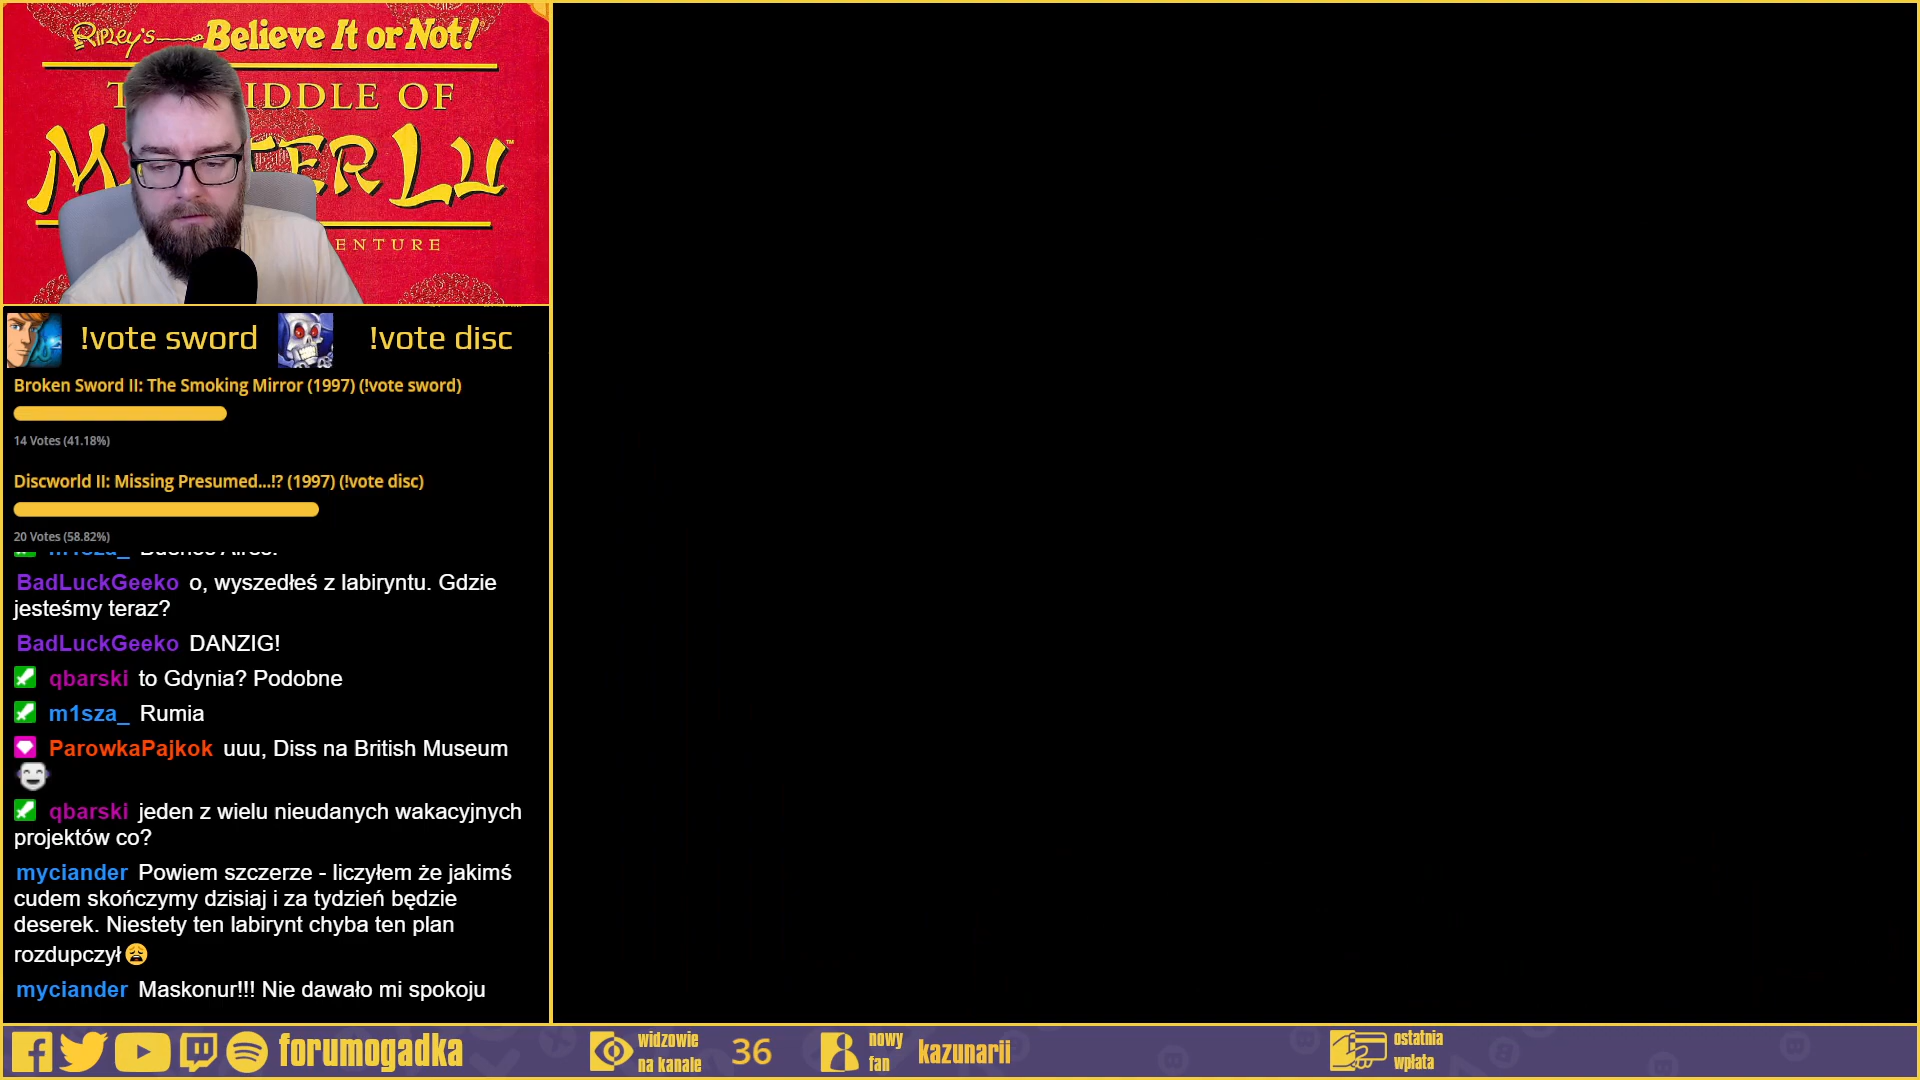 Ripley's Believe It or Not!
IDDLE OF
LU™
ENTURE
!vote sword
!vote disc
Broken Sword II: The Smoking Mirror (1997) (!vote sword)
14 Votes (41.18%)
Discworld II: Missing Presumed...!? (1997) (!vote disc)
20 Votes (58.82%)
m1sza_ Buenos Aires!
BadLuckGeeko o, wyszedłeś z labiryntu. Gdzie
jesteśmy teraz?
BadLuckGeeko DANZIG!
qbarski to Gdynia? Podobne
m1sza_ Rumia
ParowkaPajkok uuu, Diss na British Museum
qbarski jeden z wielu nieudanych wakacyjnych
projektów co?
myciander Powiem szczerze - liczyłem że jakimś
cudem skończymy dzisiaj i za tydzień będzie
deserek. Niestety ten labirynt chyba ten plan
rozdupczył
myciander Maskonur!!! Nie dawało mi spokoju
forumogadka
widzowie
na kanale
36
nowy
fan
kazunarii
ostatnia
wpłata